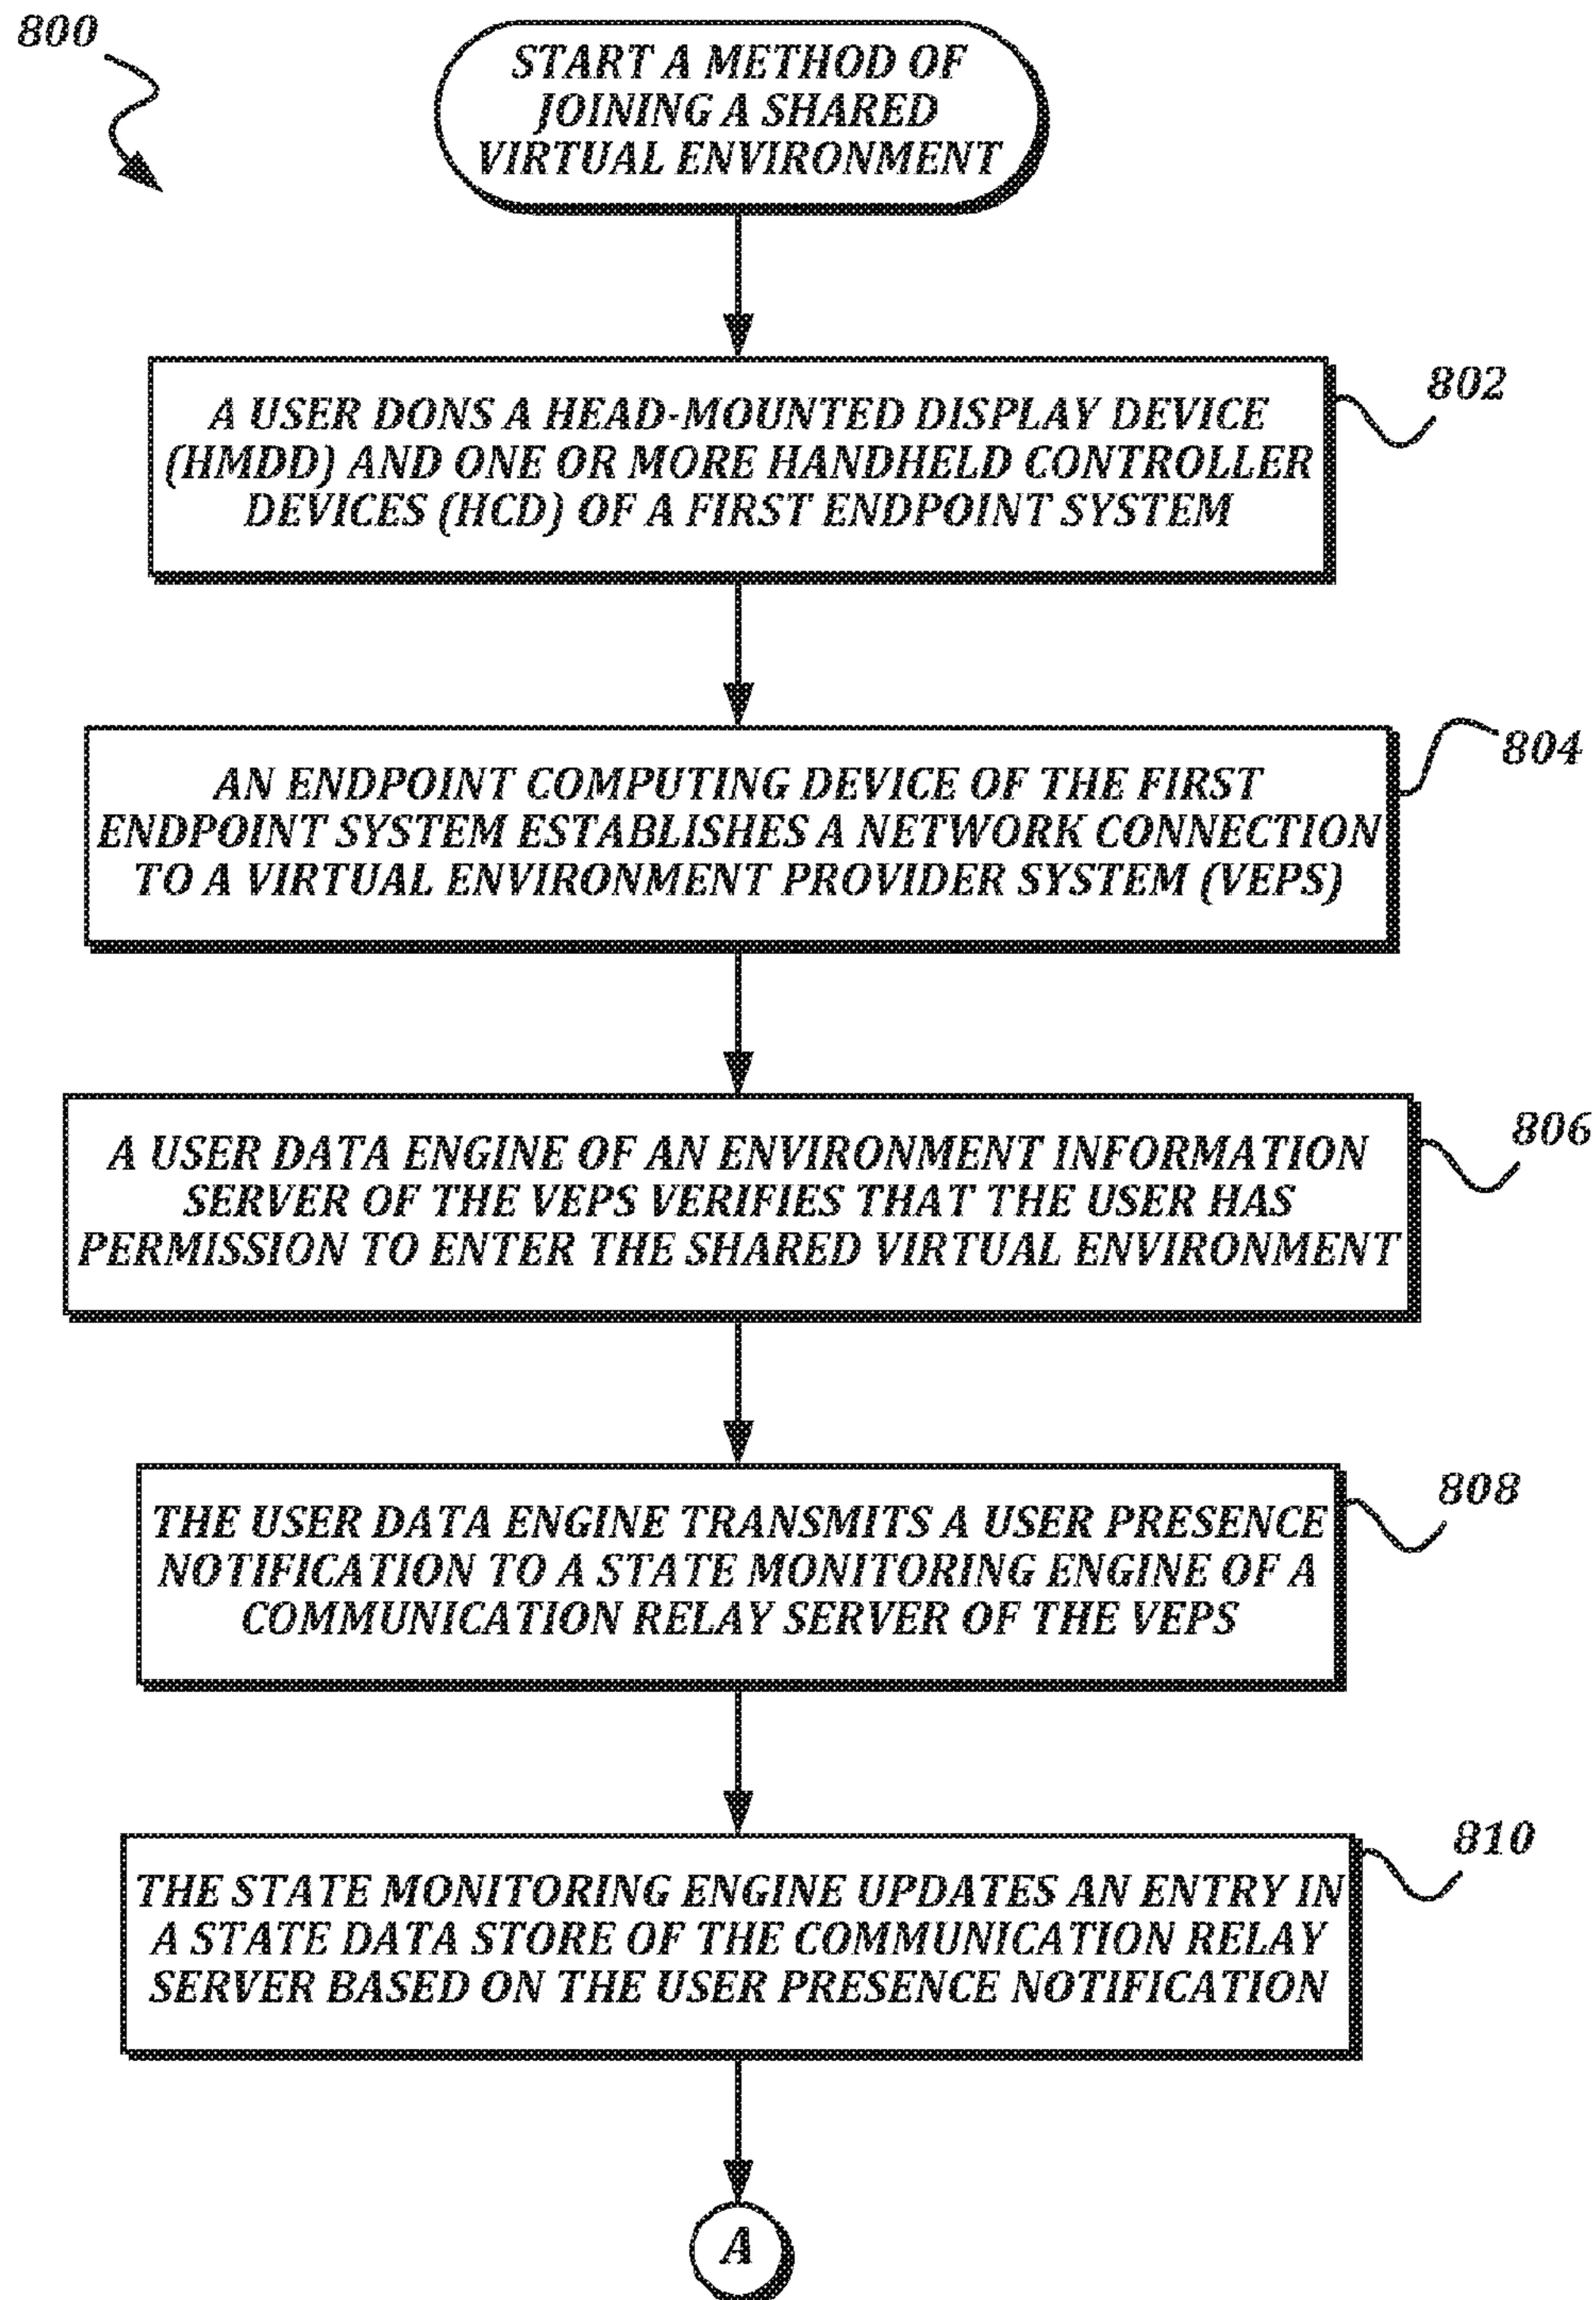 800
START A METHOD OF
JOINING A SHARED
VIRTUAL ENVIRONMENT
802
A USER DONS A HEAD-MOUNTED DISPLAY DEVICE
(HMDD) AND ONE OR MORE HANDHELD CONTROLLER
DEVICES (HCD) OF A FIRST ENDPOINT SYSTEM
804
AN ENDPOINT COMPUTING DEVICE OF THE FIRST
ENDPOINT SYSTEM ESTABLISHES A NETWORK CONNECTION
TO A VIRTUAL ENVIRONMENT PROVIDER SYSTEM (VEPS)
806
A USER DATA ENGINE OF AN ENVIRONMENT INFORMATION
SERVER OF THE VEPS VERIFIES THAT THE USER HAS
PERMISSION TO ENTER THE SHARED VIRTUAL ENVIRONMENT
808
THE USER DATA ENGINE TRANSMITS A USER PRESENCE
NOTIFICATION TO A STATE MONITORING ENGINE OF A
COMMUNICATION RELAY SERVER OF THE VEPS
810
THE STATE MONITORING ENGINE UPDATES AN ENTRY IN
A STATE DATA STORE OF THE COMMUNICATION RELAY
SERVER BASED ON THE USER PRESENCE NOTIFICATION
A